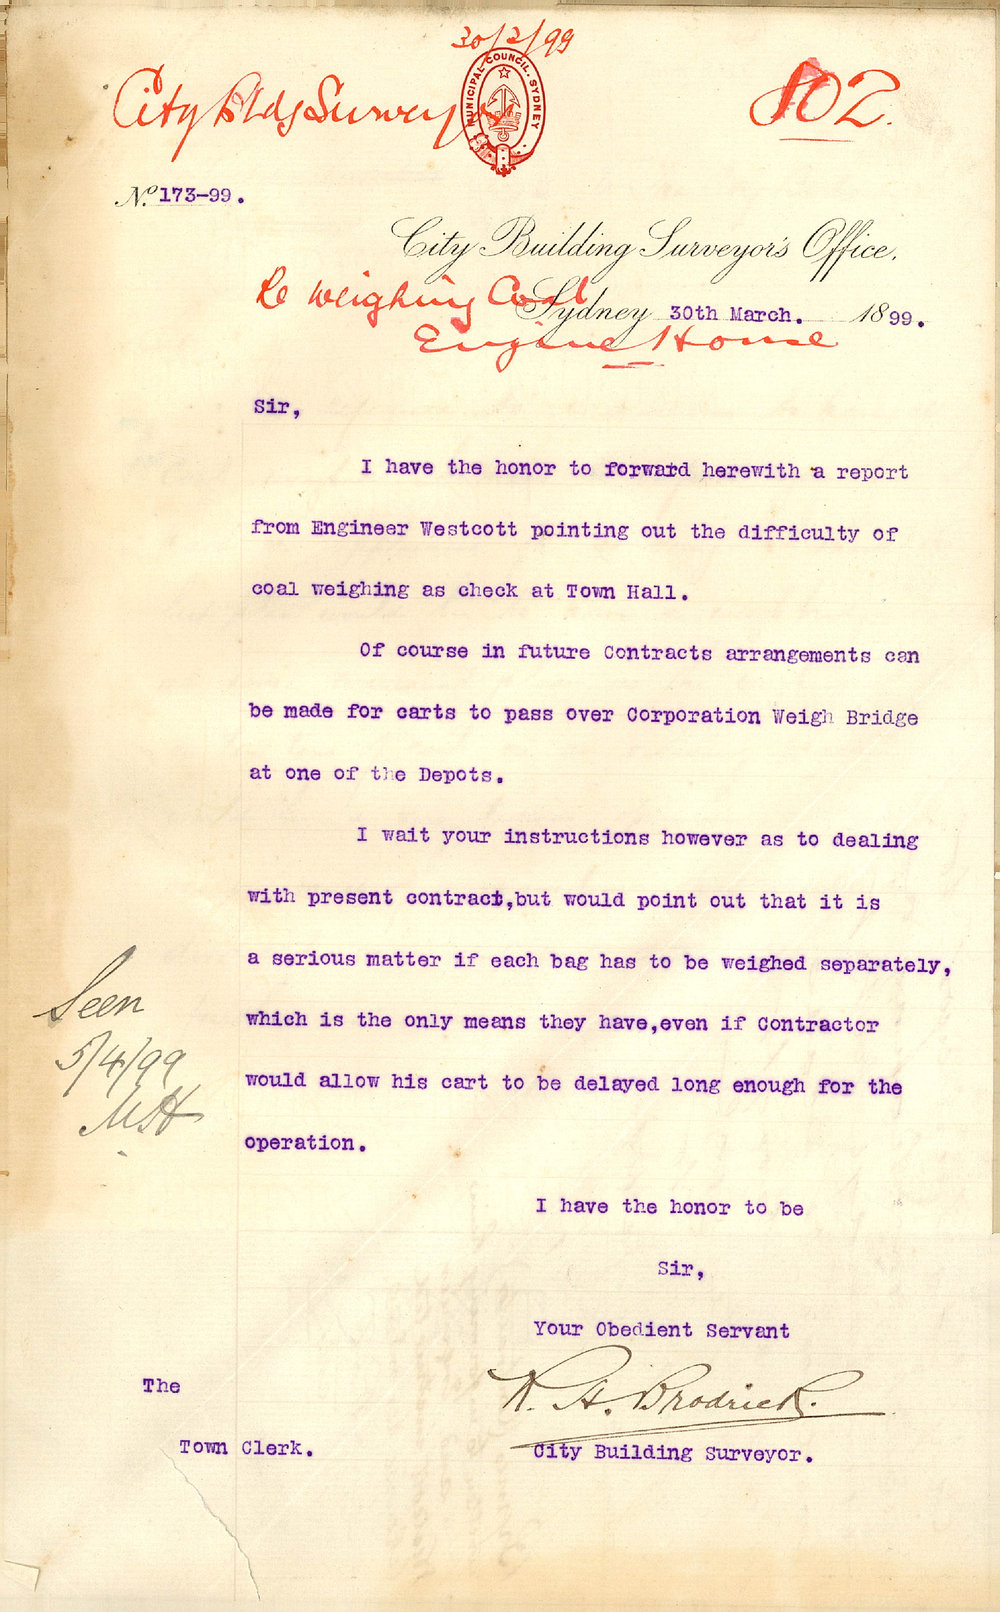 30/3/99
City Bldg Surveyor
MUNICIPAL COUNCIL. SYDNEY
802.
No. 173-99.
City Building Surveyor's Office,
Re Weighing Coal
Sydney 30th March. 1899.
Engine House
Sir,
I have the honor to forward herewith a report
from Engineer Westcott pointing out the difficulty of
coal weighing as check at Town Hall.
Of course in future Contracts arrangements can
be made for carts to pass over Corporation Weigh Bridge
at one of the Depots.
I wait your instructions however as to dealing
with present contract,but would point out that it is
a serious matter if each bag has to be weighed separately,
which is the only means they have,even if Contractor
would allow his cart to be delayed long enough for the
operation.
Seen
5/4/99
I have the honor to be
Sir,
Your Obedient Servant
R. H. Brodrick.
City Building Surveyor.
The
Town Clerk.